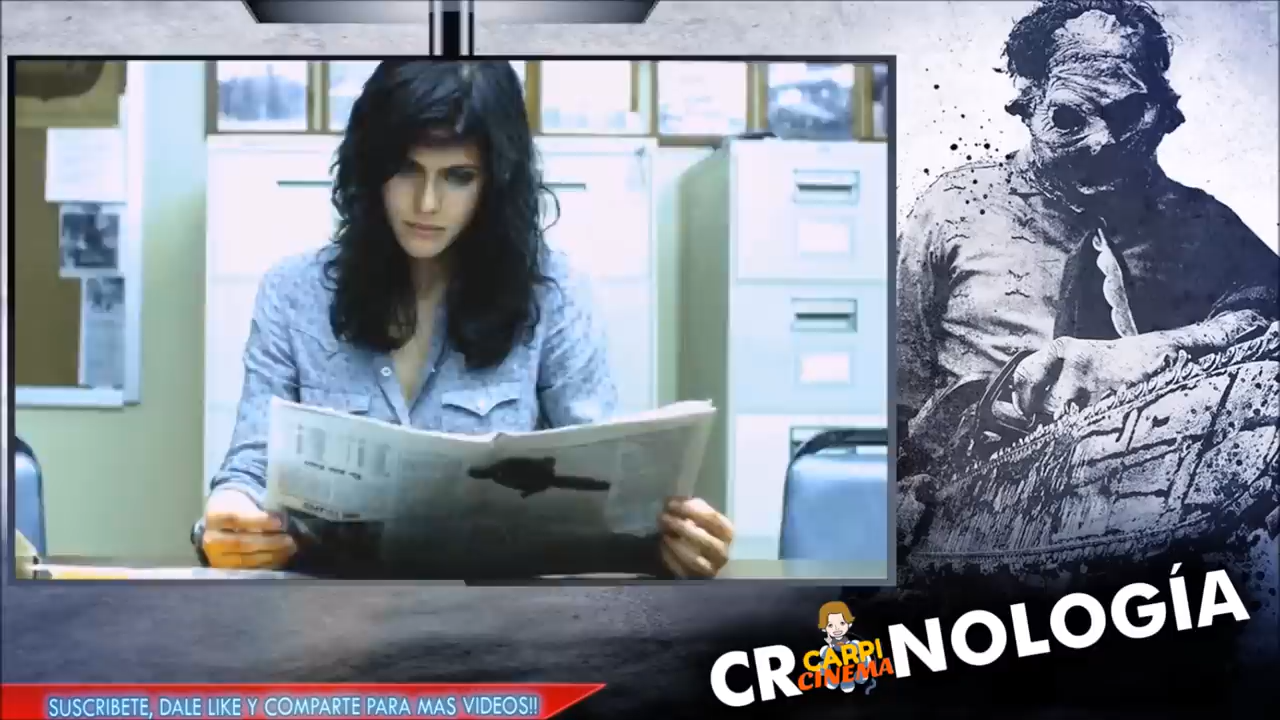 CRONOLOGÍA
CARPI
CINEMA
SUSCRIBETE, DALE LIKE Y COMPARTE PARA MAS VIDEOS!!